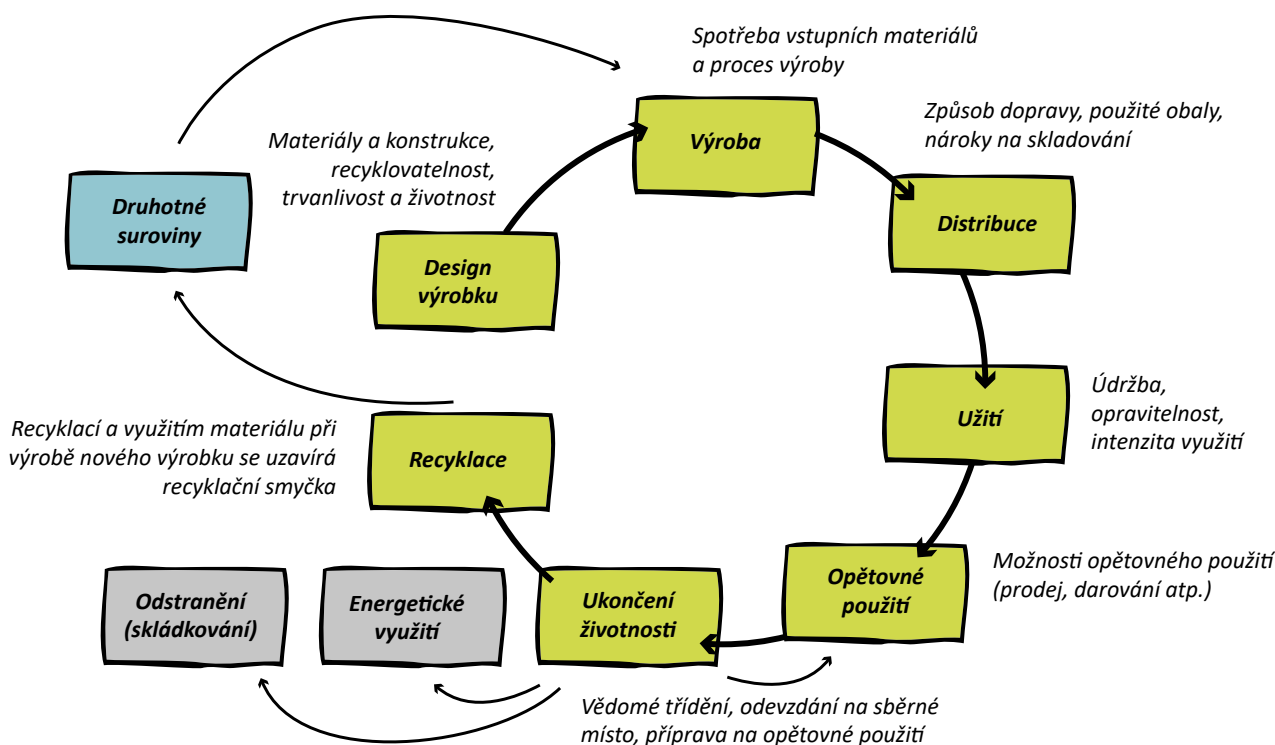 Spotřeba vstupních materiálů
a proces výroby
Výroba
Způsob dopravy, použité obaly,
nároky na skladování
Materiály a konstrukce,
recyklovatelnost,
trvanlivost a životnost
Druhotné
suroviny
Distribuce
Design
výrobku
Užití
Údržba,
opravitelnost,
intenzita využití
Recyklací a využitím materiálu při
výrobě nového výrobku se uzavírá
recyklační smyčka
Recyklace
Možnosti opětovného použití
(prodej, darování atp.)
Opětovné
použití
Ukončení
životnosti
Energetické
využití
Odstranění
(skládkování)
Vědomé třídění, odevzdání na sběrné
místo, příprava na opětovné použití